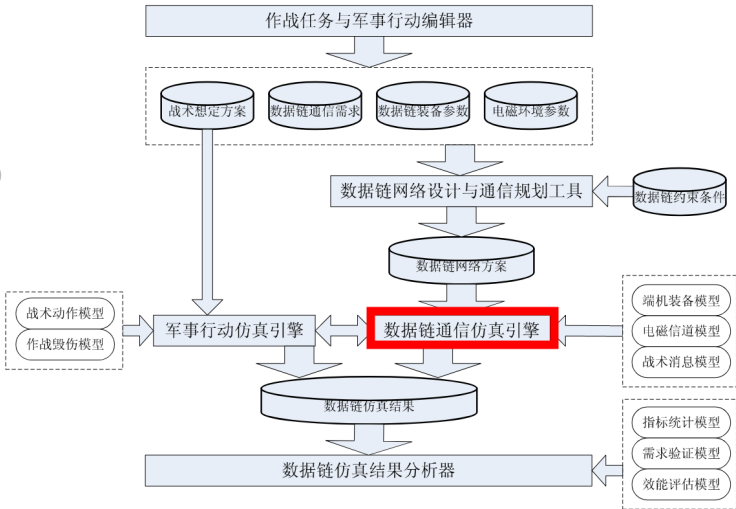 作战任务与军事行动编辑器
战术想定方案
数据链通信需求
数据链装备参数
电磁环境参数
数据链网络设计与通信规划工具
数据链约束条件
数据链网络方案
战术动作模型
作战毁伤模型
军事行动仿真引擎
数据链通信仿真引擎
端机装备模型
电磁信道模型
战术消息模型
数据链仿真结果
数据链仿真结果分析器
指标统计模型
需求验证模型
效能评估模型